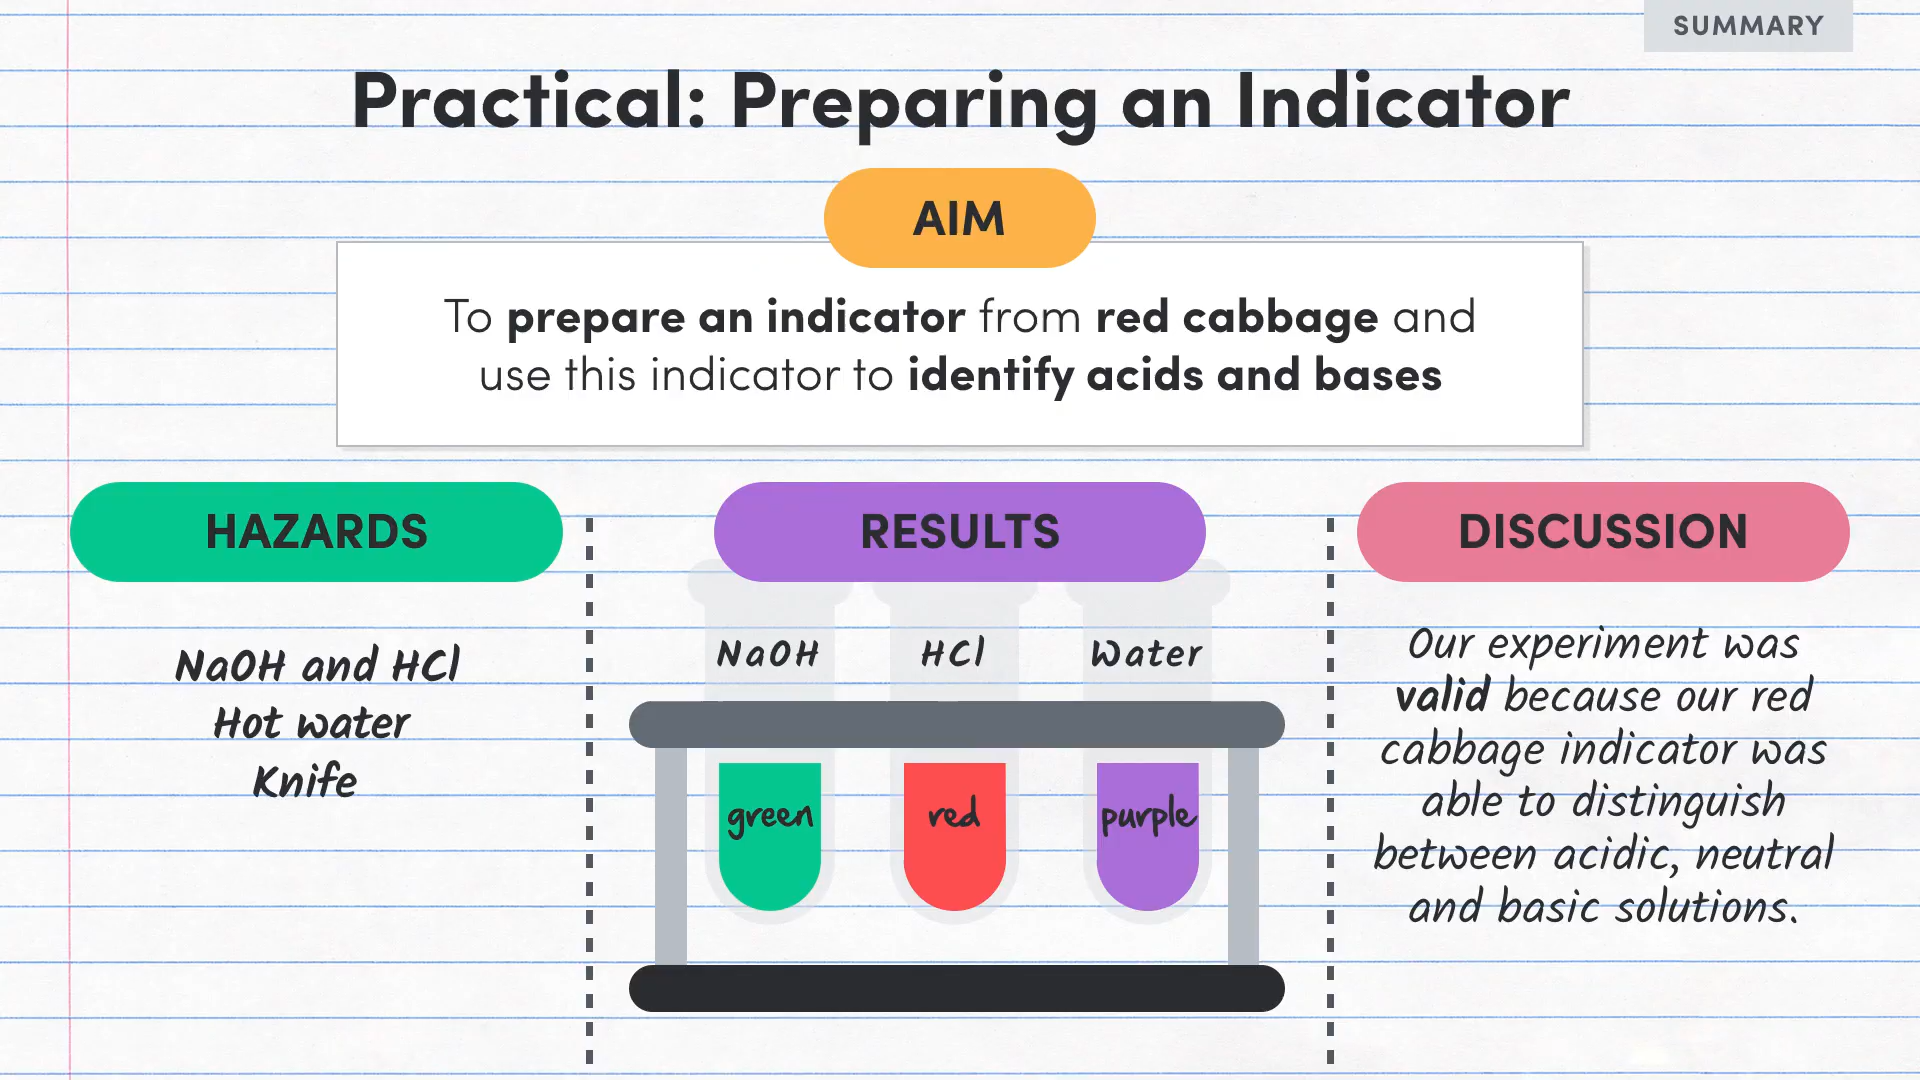 SUMMARY
Practical: Preparing an Indicator
AIM
To prepare an indicator from red cabbage and
use this indicator to identify acids and bases
HAZARDS
NaOH and HCl
Hot water
Knife
RESULTS
NaOH
HCl
Water
green
red
purple
DISCUSSION
Our experiment was
valid because our red
cabbage indicator was
able to distinguish
between acidic, neutral
and basic solutions.